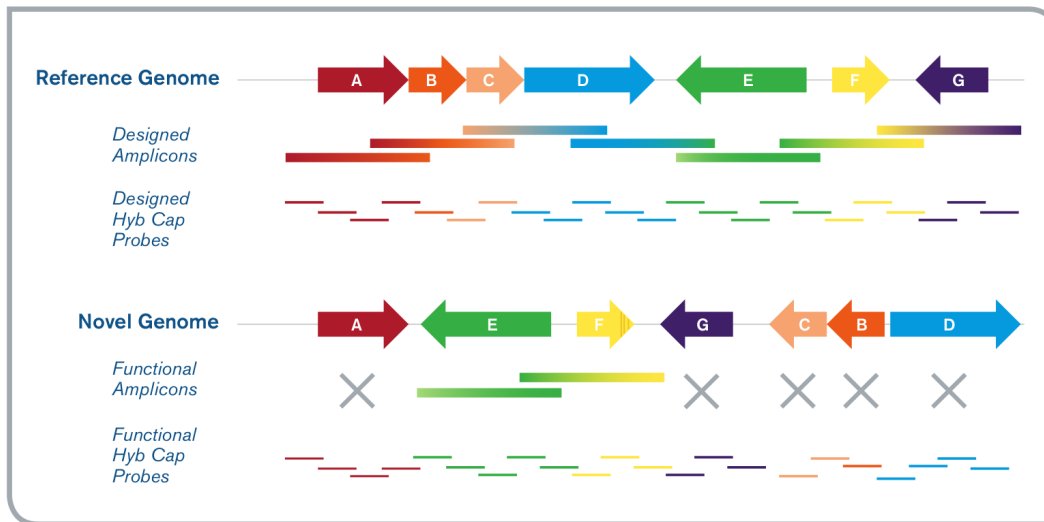 Reference Genome
A B C D E F G
Designed
Amplicons
Designed
Hyb Cap
Probes
Novel Genome
A E F G C B D
Functional
Amplicons
Functional
Hyb Cap
Probes